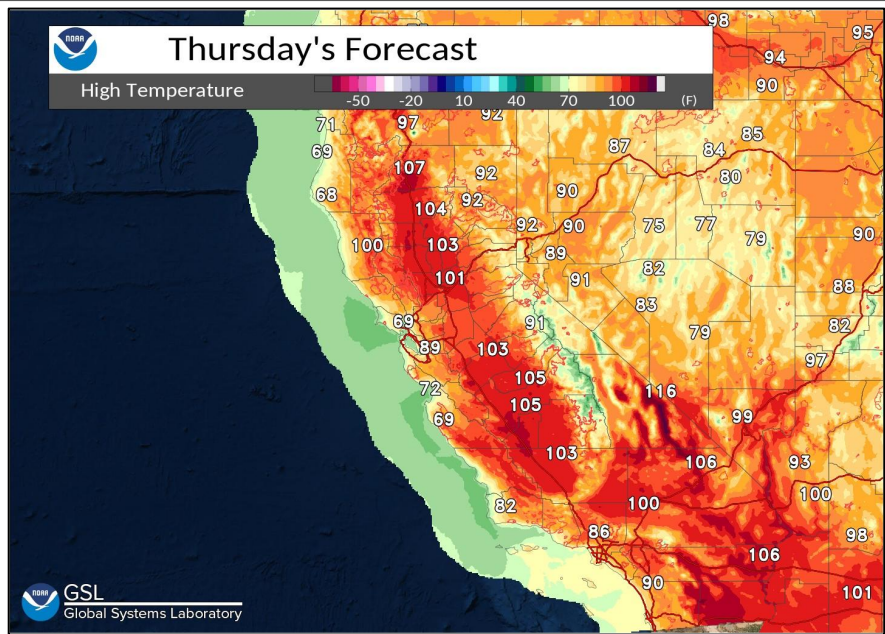 NOAA
Thursday's Forecast
High Temperature
-50 -20 10 40 70 100 (F)
98
95
94
90
71 97 92
69
87 84 85
107
92 80
68 92 90
104
92 90 75 77
100 103 89 79 90
101 91 82 88
83
69 91 79 82
89 103 97
105
72 116
105
69 99
103 106 93
100 100
82
86 98
106
90 101
NOAA
GSL
Global Systems Laboratory